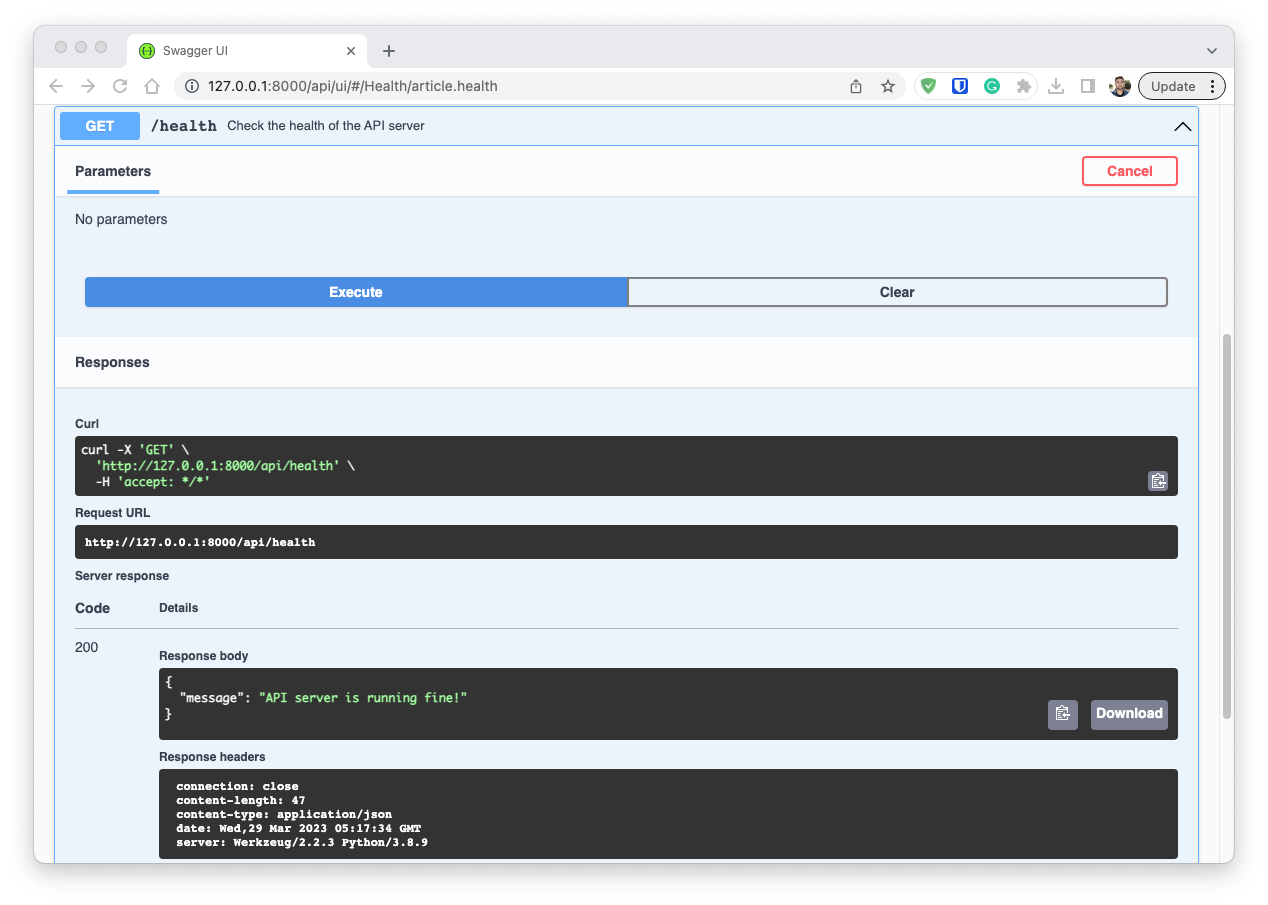 Swagger UI
127.0.0.1:8000/api/ui/#/Health/article.health
Update
GET /health Check the health of the API server
Parameters
Cancel
No parameters
Execute
Clear
Responses
Curl
curl -X 'GET' \
'http://127.0.0.1:8000/api/health' \
-H 'accept: */*'
Request URL
http://127.0.0.1:8000/api/health
Server response
Code Details
200
Response body
{
"message": "API server is running fine!"
}
Download
Response headers
connection: close
content-length: 47
content-type: application/json
date: Wed,29 Mar 2023 05:17:34 GMT
server: Werkzeug/2.2.3 Python/3.8.9